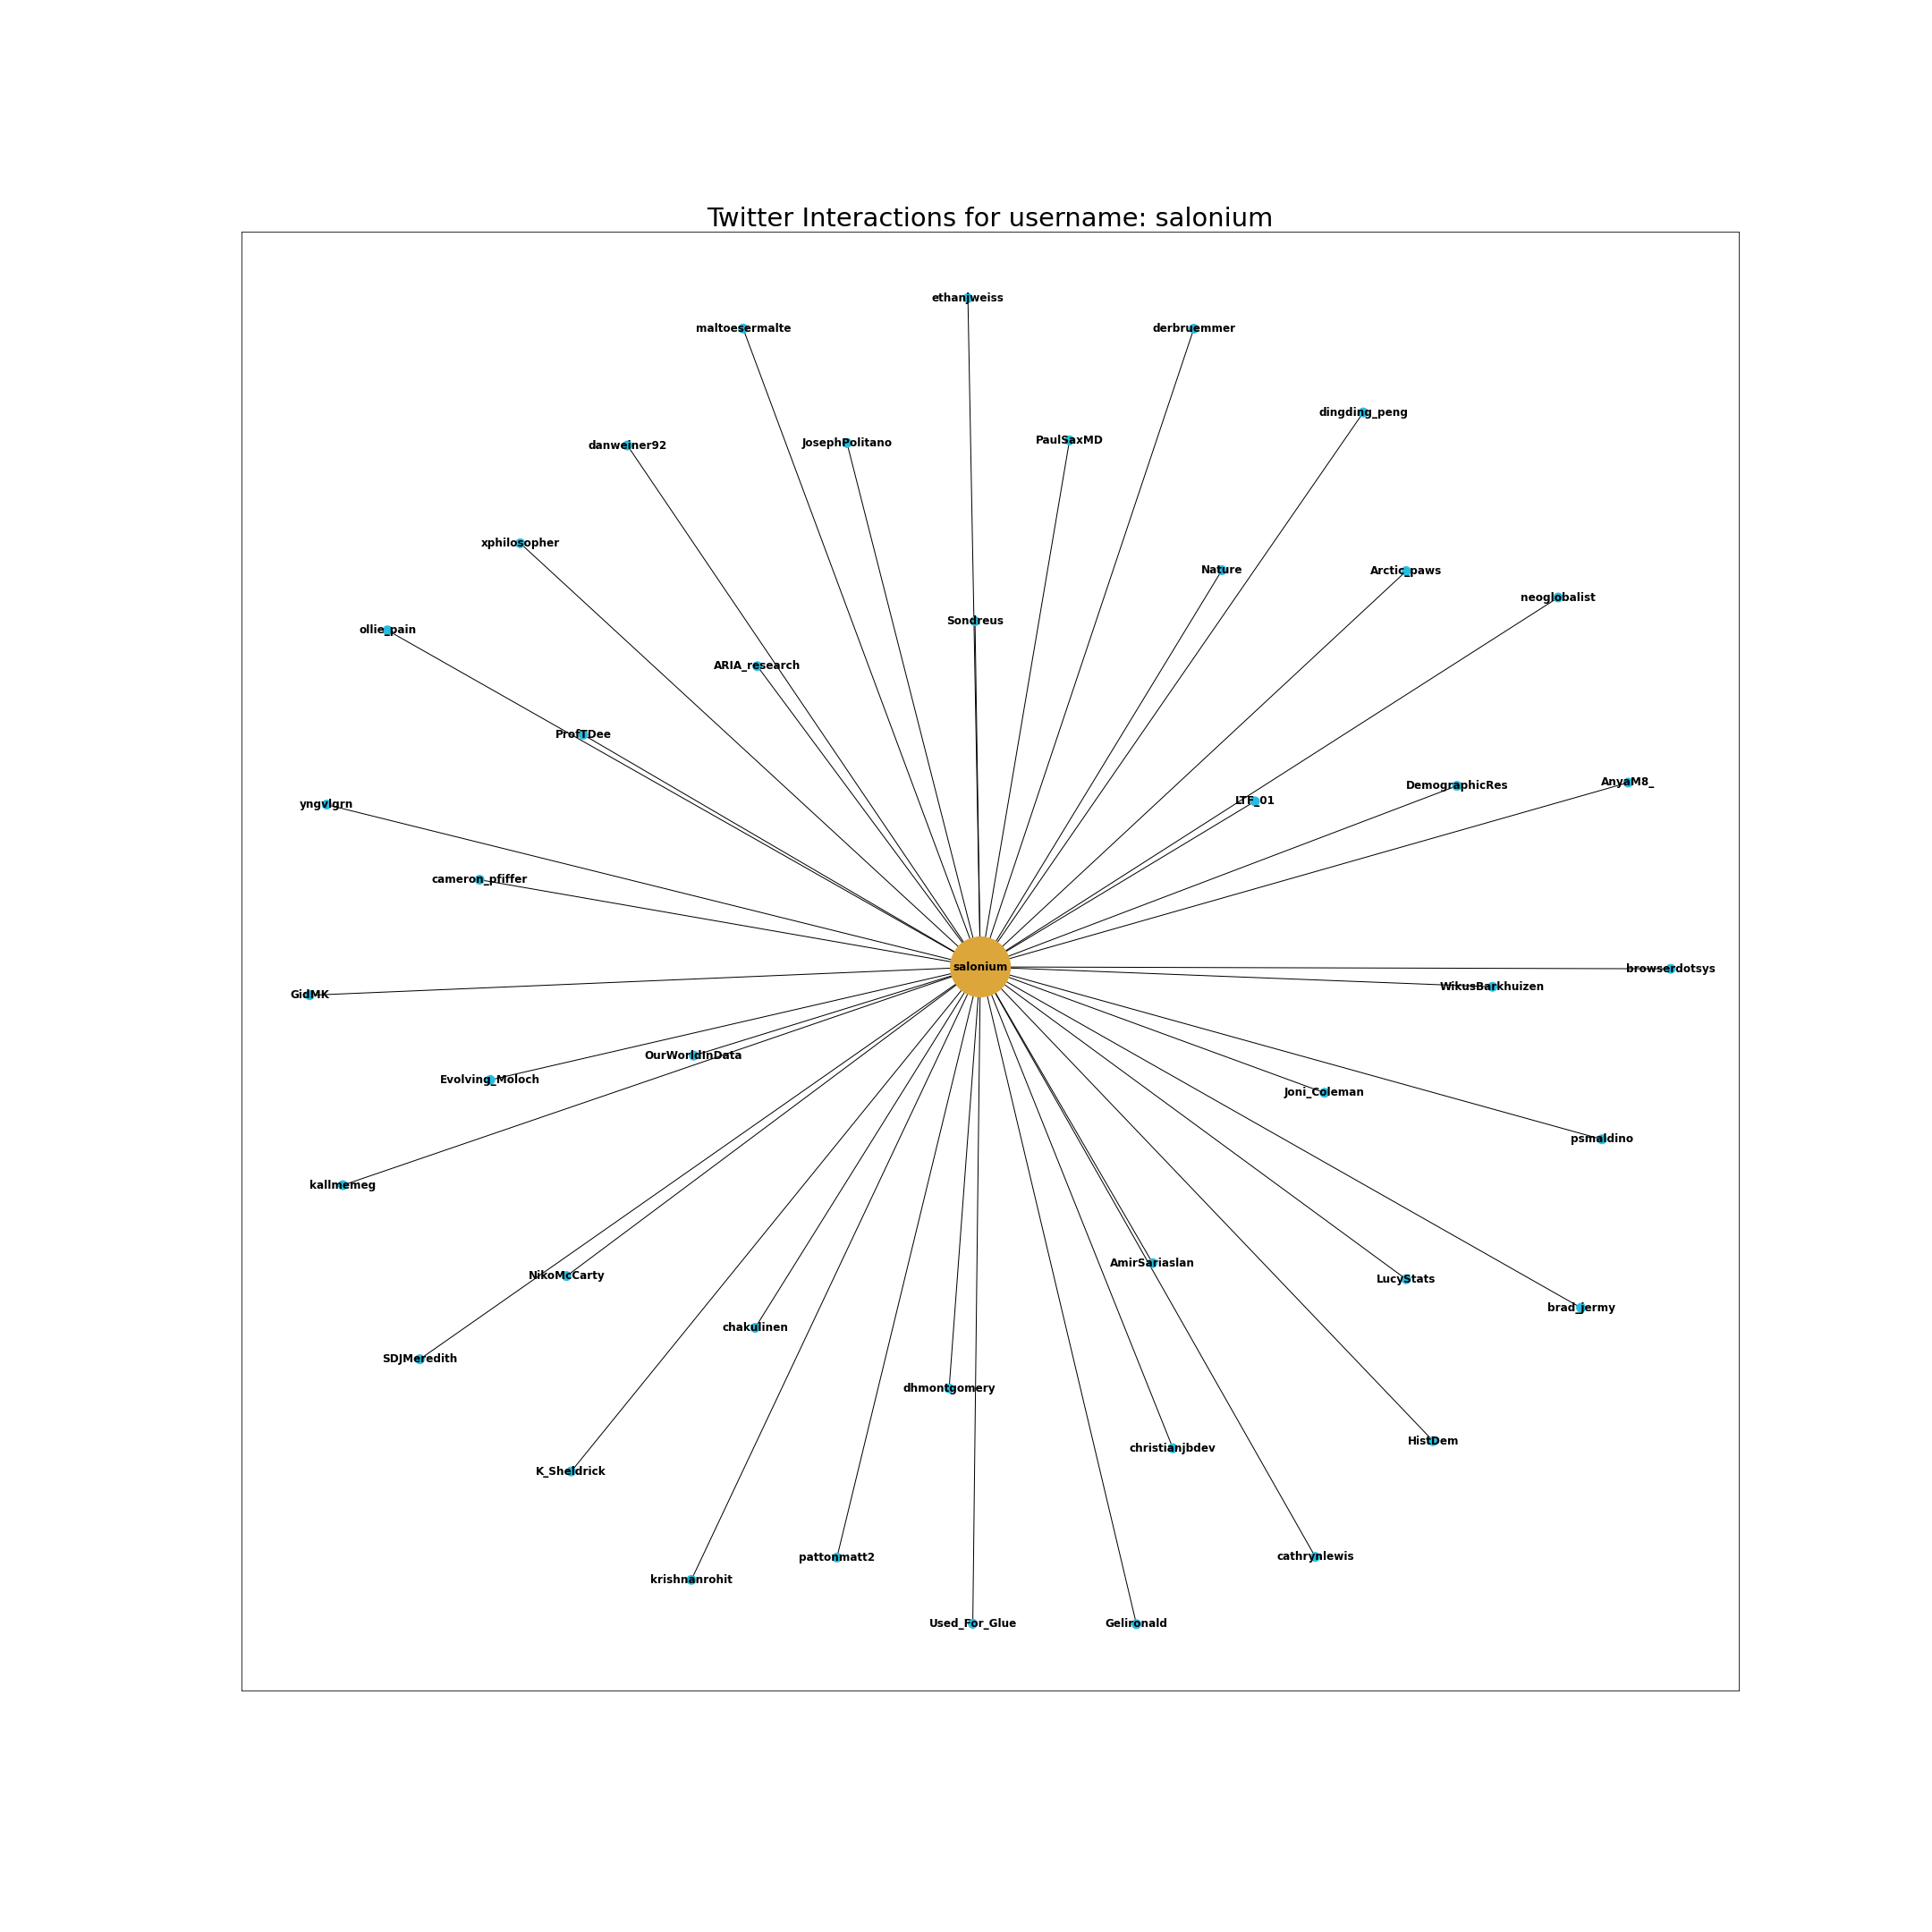 Twitter Interactions for username: salonium
ethanjweiss
maltoesermalte
derbruemmer
dingding_peng
PaulSaxMD
JosephPolitano
danweiner92
xphilosopher
Nature
Arctic_paws
neoglobalist
Sondreus
ollie_pain
ARIA_research
ProfTDee
AnyaM8_
DemographicRes
LTF_01
yngvlgrn
cameron_pfiffer
salonium
browserdotsys
WikusBarkhuizen
GidMK
OurWorldInData
Evolving_Moloch
Joni_Coleman
psmaldino
kallmemeg
AmirSariaslan
NikoMcCarty
LucyStats
brad_jermy
chakulinen
SDJMeredith
dhmontgomery
HistDem
christianjbdev
K_Sheldrick
cathrynlewis
pattonmatt2
krishnanrohit
Used_For_Glue
Gelironald